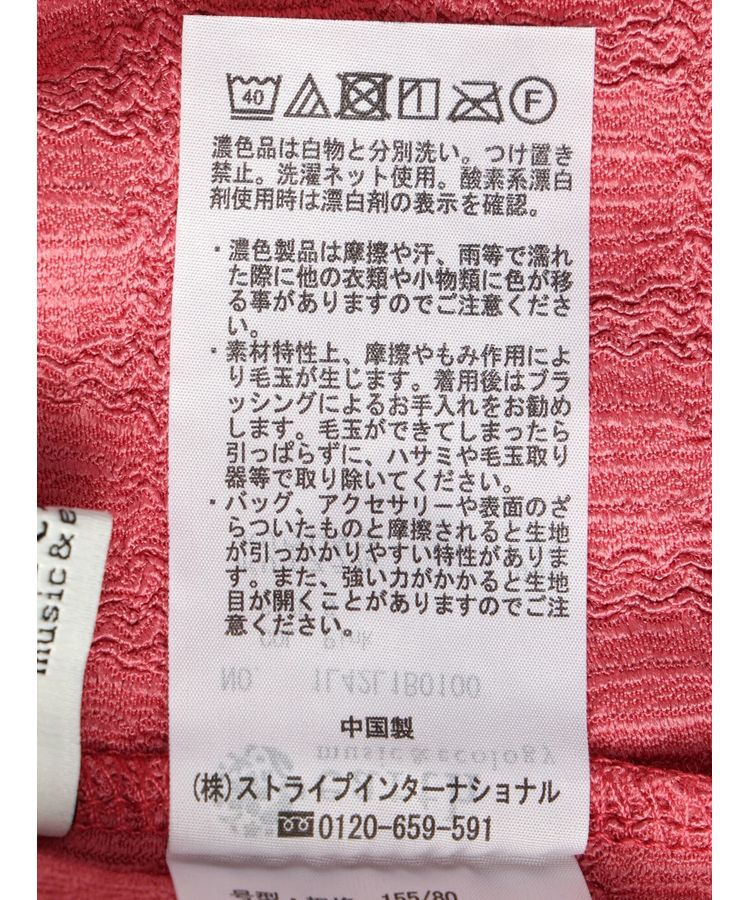 40 F
濃色品は白物と分別洗い。つけ置き
禁止。洗濯ネット使用。酸素系漂白
剤使用時は漂白剤の表示を確認。
・濃色製品は摩擦や汗、雨等で濡れ
た際に他の衣類や小物類に色が移
る事がありますのでご注意くださ
い。
・素材特性上、摩擦やもみ作用によ
り毛玉が生じます。着用後はブラ
ッシングによるお手入れをお勧め
します。毛玉ができてしまったら
引っぱらずに、ハサミや毛玉取り
器等で取り除いてください。
・バッグ、アクセサリーや表面のざ
らついたものと摩擦されると生地
が引っかかりやすい特性がありま
す。また、強い力がかかると生地
目が開くことがありますのでご注
意ください。
NO. 1L42L1B0100
中国製
music&ecology
(株)ストライプインターナショナル
0120-659-591
155/80
music &